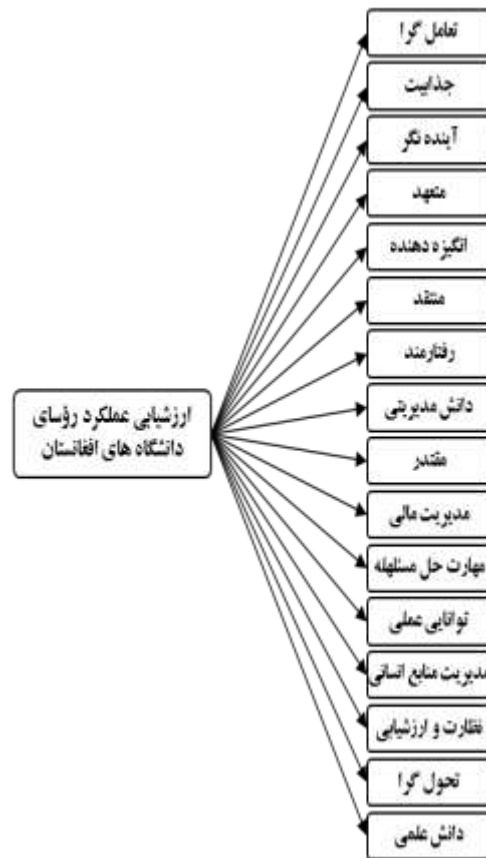 تعامل گرا
جذابیت
آینده نگر
متعهد
انگیزه دهنده
منتقد
رفتارمند
ارزشیابی عملکرد رؤسای
دانشگاه های افغانستان
دانش مدیریتی
مقتدر
مدیریت مالی
مهارت حل مسئلهله
توانایی عملی
مدیریت منابع انسانی
نظارت و ارزشیابی
تحول گرا
دانش علمی